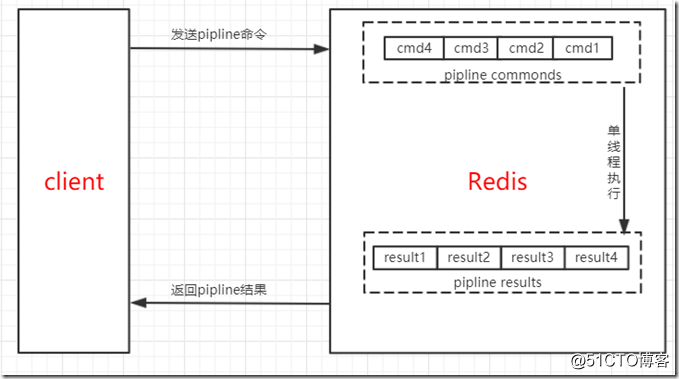 发送pipline命令
cmd4 cmd3 cmd2 cmd1
pipline commonds
单线程执行
client
Redis
result1 result2 result3 result4
pipline results
返回pipline结果
@51CTO博客